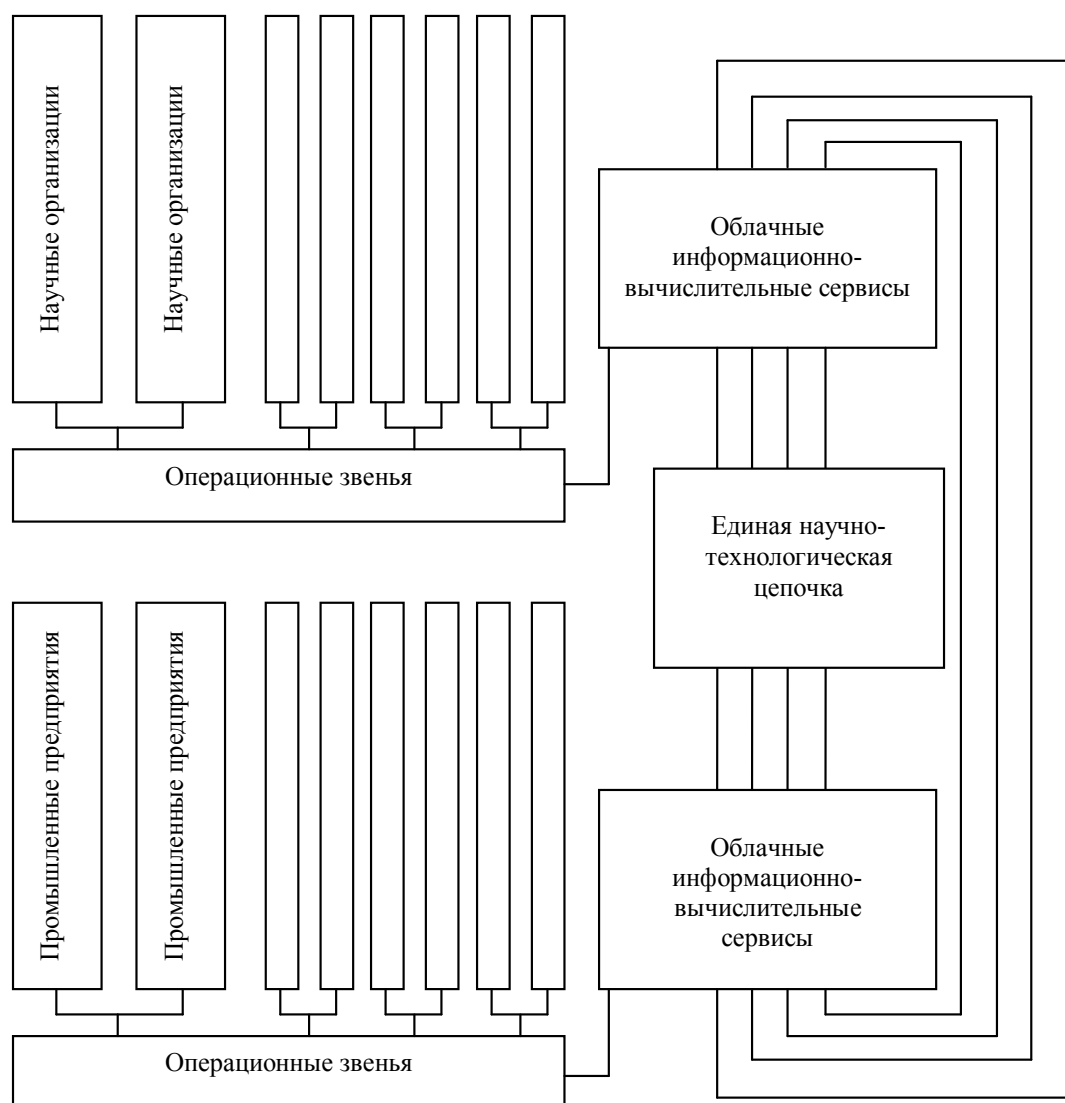 Научные организации
Научные организации
Операционные звенья
Облачные
информационно-
вычислительные сервисы
Единая научно-
технологическая
цепочка
Промышленные предприятия
Промышленные предприятия
Операционные звенья
Облачные
информационно-
вычислительные
сервисы